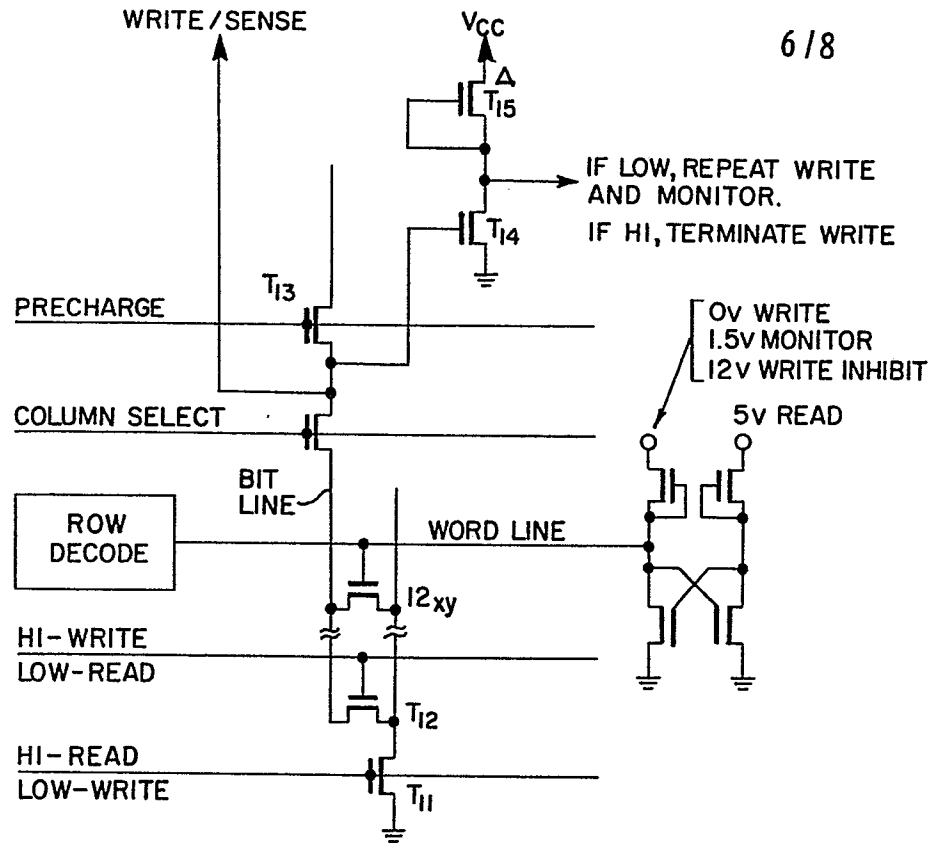 WRITE/SENSE
VCC
6/8
T15
IF LOW, REPEAT WRITE
AND MONITOR.
IF HI, TERMINATE WRITE
T14
T13
PRECHARGE
0V WRITE
1.5V MONITOR
12V WRITE INHIBIT
COLUMN SELECT
5V READ
BIT
LINE
ROW
DECODE
WORD LINE
12xy
HI-WRITE
LOW-READ
T12
HI-READ
LOW-WRITE
T11